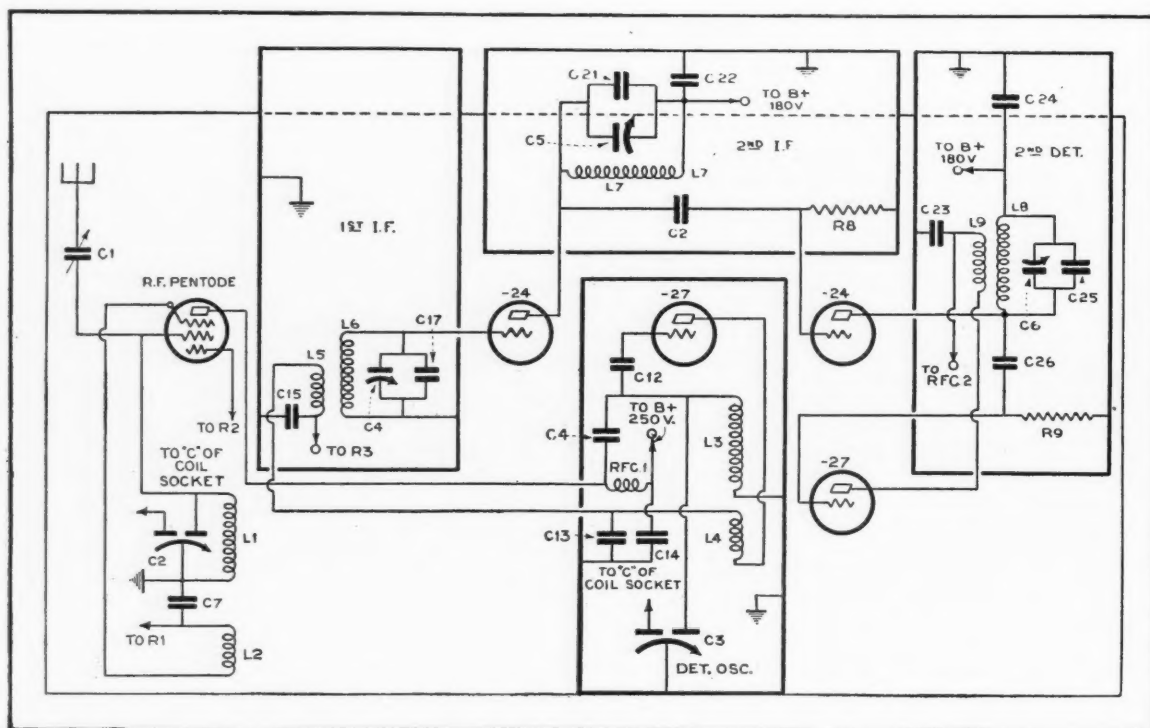 C21
C22
TO B+
180V
C5
2ND I.F
L7
L7
C2
R8
C24
2ND DET.
TO B+
180V
C23
L9
L8
C25
C6
TO
RFC.2
C26
R9
C1
R.F. PENTODE
TO R2
TO "C" OF
COIL
SOCKET
C2
L1
C7
TO R1
L2
1ST I.F.
L6
C17
L5
C15
C4
TO R3
-24
-27
-24
-27
C12
TO B+
250 V.
C4
L3
RFC.1
C13
C14
L4
TO "C" OF
COIL SOCKET
C3
DET. OSC.